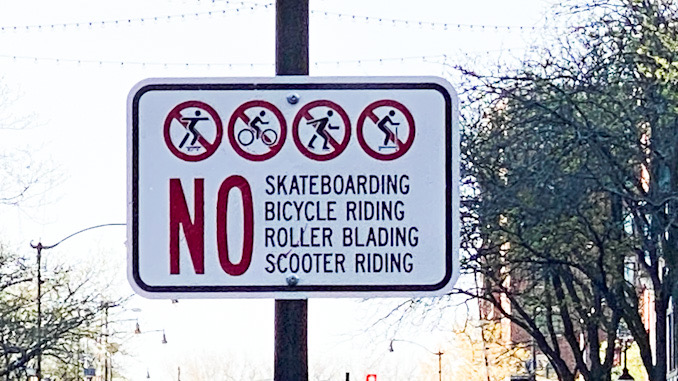 NO
SKATEBOARDING
BICYCLE RIDING
ROLLER BLADING
SCOOTER RIDING